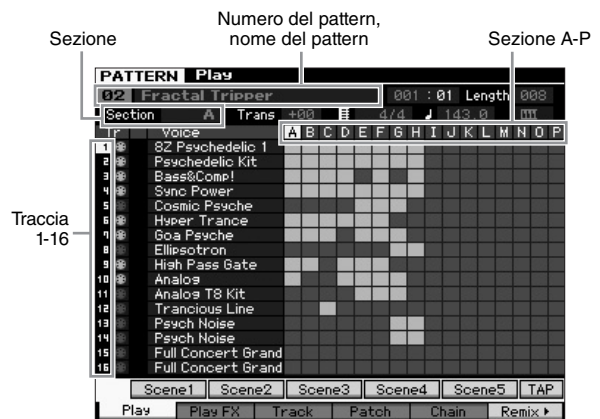 Numero del pattern,
nome del pattern
Sezione
Sezione A-P
PATTERN Play
02 Fractal Tripper 001 : 01 Length 008
Section A Trans +00 4/4 143.0
Tr Voice A B C D E F G H I J K L M N O P
1 8Z Psychedelic 1
2 Psychedelic Kit
3 Bass&Comp!
4 Sync Power
5 Cosmic Psyche
6 Hyper Trance
7 Goa Psyche
8 Ellipsotron
9 High Pass Gate
10 Analog
11 Analog T8 Kit
12 Trancious Line
13 Psych Noise
14 Psych Noise
15 Full Concert Grand
16 Full Concert Grand
Traccia
1-16
Scene1 Scene2 Scene3 Scene4 Scene5 TAP
Play Play FX Track Patch Chain Remix